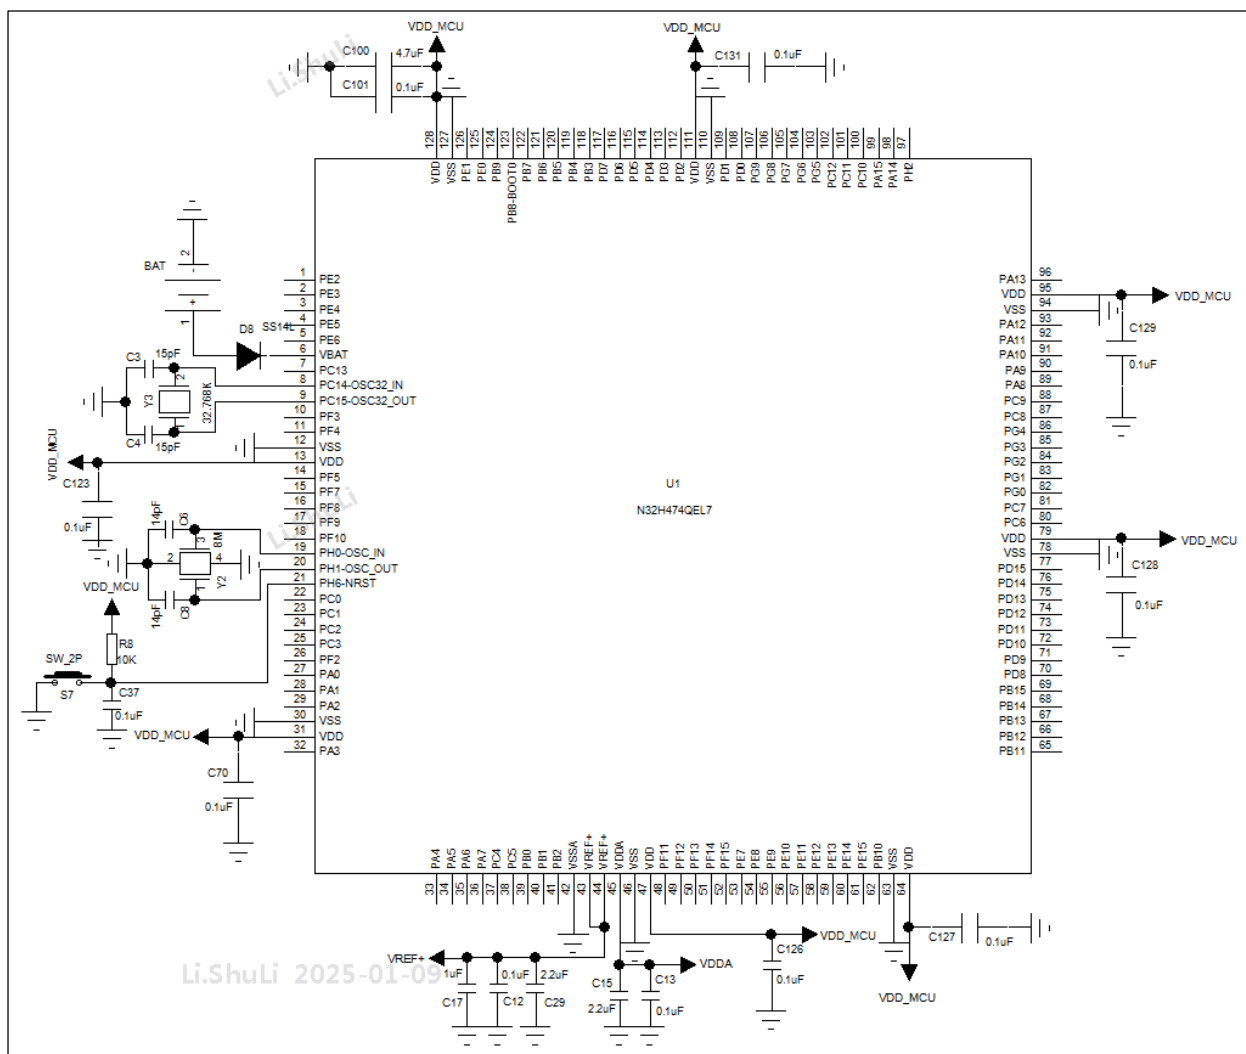 VDD_MCU
VDD_MCU
C100
4.7uF
C101
0.1uF
C131
0.1uF
Li.ShuLi
128 127 126 125 124 123 122 121 120 119 118 117 116 115 114 113 112 111 110 109 108 107 106 105 104 103 102 101 100 99 98 97
VDD VSS PE1 PE0 PB9 PB8-BOOT0 PB7 PB6 PB5 PB4 PB3 PD7 PD6 PD5 PD4 PD3 PD2 VDD VSS PD1 PD0 PG9 PG8 PG7 PG6 PG5 PC12 PC11 PC10 PA15 PA14 PH2
2
BAT
-
+
1
D8
SS14L
C3
15pF
2
Y3
32.768K
1
C4
15pF
VDD_MCU
C123
0.1uF
14pF
C6
3
8M
2
4
1
Y2
14pF
C8
VDD_MCU
R8
10K
SW_2P
S7
C37
0.1uF
VDD_MCU
C70
0.1uF
1 PE2
2 PE3
3 PE4
4 PE5
5 PE6
6 VBAT
7 PC13
8 PC14-OSC32_IN
9 PC15-OSC32_OUT
10 PF3
11 PF4
12 VSS
13 VDD
14 PF5
15 PF7
16 PF8
17 PF9
18 PF10
19 PH0-OSC_IN
20 PH1-OSC_OUT
21 PH6-NRST
22 PC0
23 PC1
24 PC2
25 PC3
26 PF2
27 PA0
28 PA1
29 PA2
30 VSS
31 VDD
32 PA3
Li.ShuLi
U1
N32H474QEL7
PA13 96
VDD 95
VSS 94
PA12 93
PA11 92
PA10 91
PA9 90
PA8 89
PC9 88
PC8 87
PG4 86
PG3 85
PG2 84
PG1 83
PG0 82
PC7 81
PC6 80
VDD 79
VSS 78
PD15 77
PD14 76
PD13 75
PD12 74
PD11 73
PD10 72
PD9 71
PD8 70
PB15 69
PB14 68
PB13 67
PB12 66
PB11 65
VDD_MCU
C129
0.1uF
VDD_MCU
C128
0.1uF
PA4 PA5 PA6 PA7 PC4 PC5 PB0 PB1 PB2 VSSA VREF+ VREF+ VDDA VSS VDD PF11 PF12 PF13 PF14 PF15 PE7 PE8 PE9 PE10 PE11 PE12 PE13 PE14 PE15 PB10 VSS VDD
33 34 35 36 37 38 39 40 41 42 43 44 45 46 47 48 49 50 51 52 53 54 55 56 57 58 59 60 61 62 63 64
VREF+
1uF
C17
0.1uF
C12
2.2uF
C29
C15
2.2uF
C13
0.1uF
VDDA
VDD_MCU
C126
0.1uF
C127
0.1uF
VDD_MCU
Li.ShuLi 2025-01-09